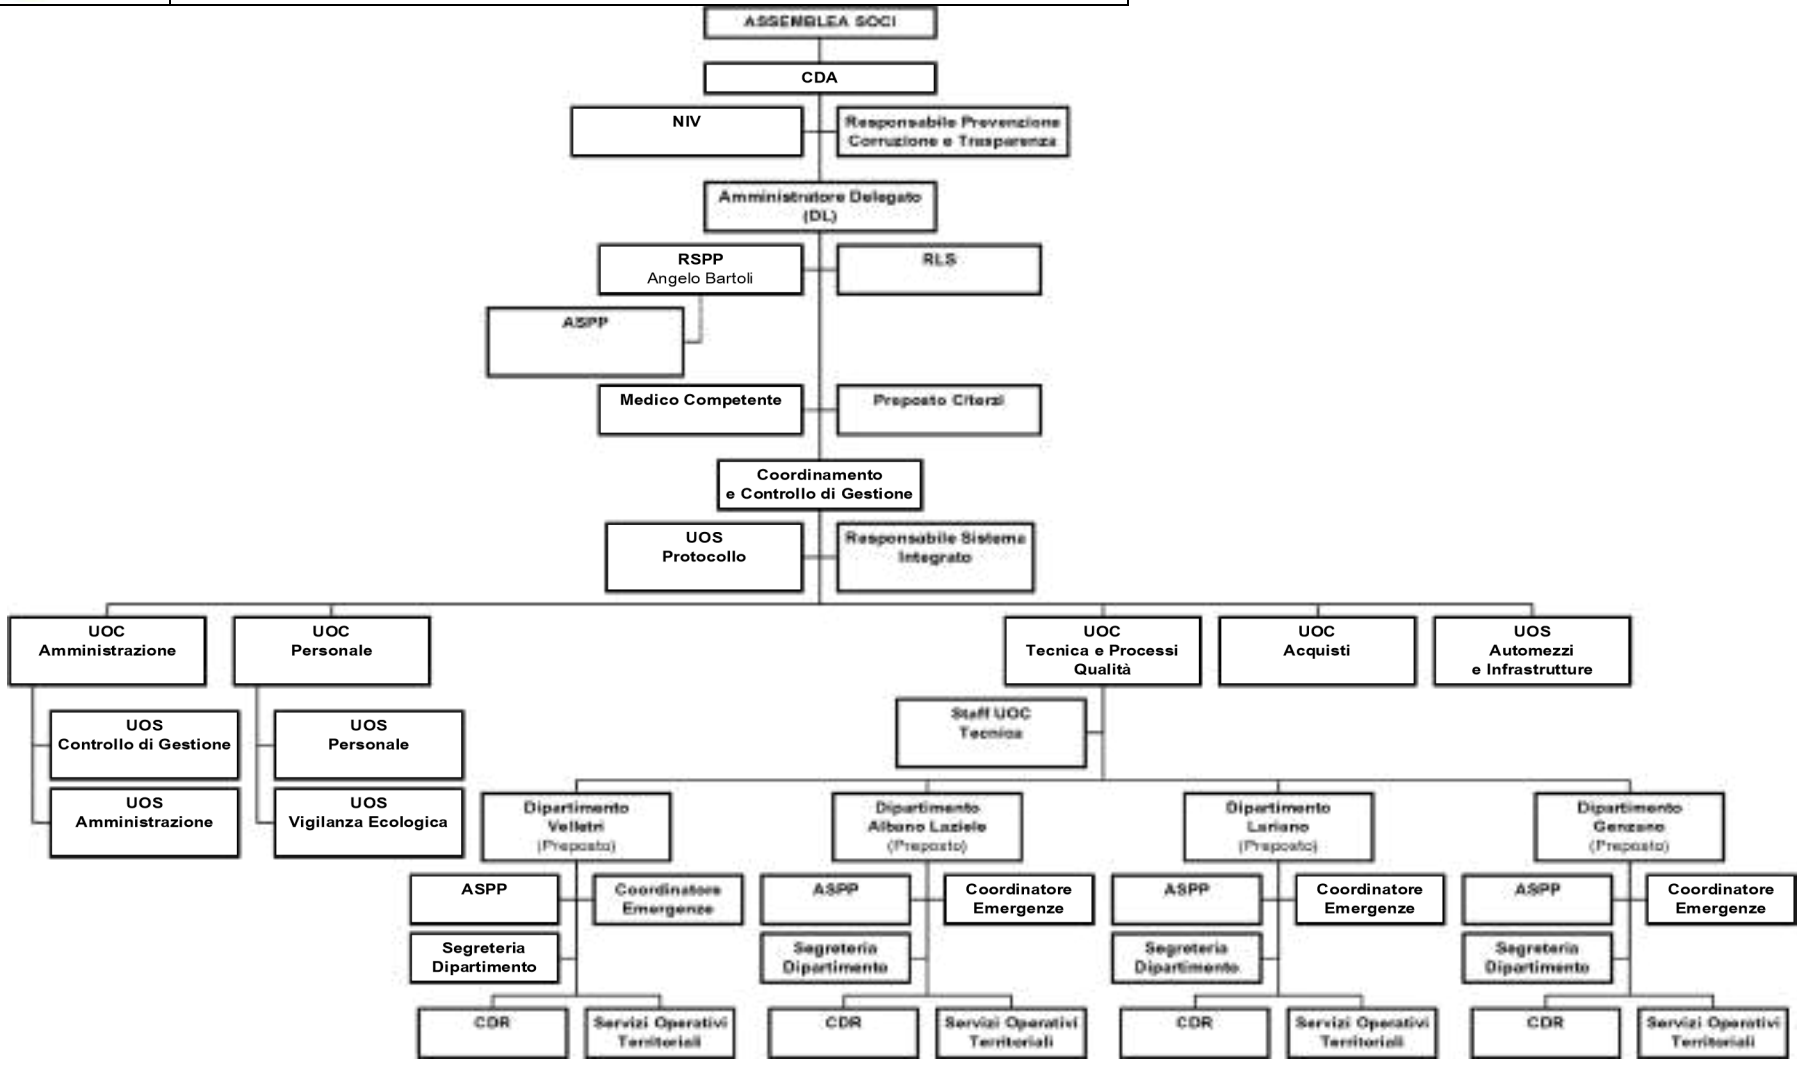 ASSEMBLEA SOCI
CDA
NIV
Responsabile Prevenzione
Corruzione e Trasparenza
Amministratore Delegato
(DL)
RSPP
Angelo Bartoli
RLS
ASPP
Medico Competente
Preposto C/terzi
Coordinamento
e Controllo di Gestione
UOS
Protocollo
Responsabile Sistema
Integrato
UOC
Amministrazione
UOC
Personale
UOC
Tecnica e Processi
Qualità
UOC
Acquisti
UOS
Automezzi
e Infrastrutture
UOS
Controllo di Gestione
UOS
Personale
Staff UOC
Tecnica
UOS
Amministrazione
UOS
Vigilanza Ecologica
Dipartimento
Velletri
(Preposto)
Dipartimento
Albano Laziele
(Preposto)
Dipartimento
Lariano
(Preposto)
Dipartimento
Genzano
(Preposto)
ASPP
Coordinatore
Emergenze
ASPP
Coordinatore
Emergenze
ASPP
Coordinatore
Emergenze
ASPP
Coordinatore
Emergenze
Segreteria
Dipartimento
Segreteria
Dipartimento
Segreteria
Dipartimento
Segreteria
Dipartimento
CDR
Servizi Operativi
Territoriali
CDR
Servizi Operativi
Territoriali
CDR
Servizi Operativi
Territoriali
CDR
Servizi Operativi
Territoriali